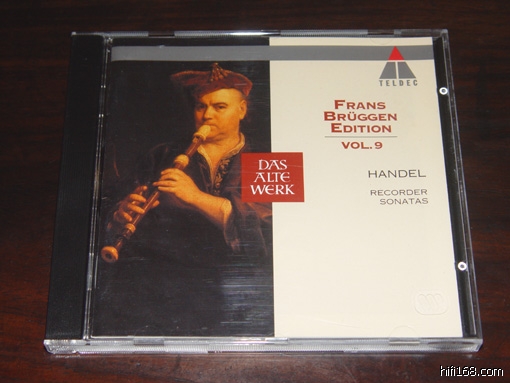 TELDEC
FRANS
BRÜGGEN
EDITION
VOL.9
DAS
ALTE
WERK
HANDEL
RECORDER
SONATAS
hifi168.com